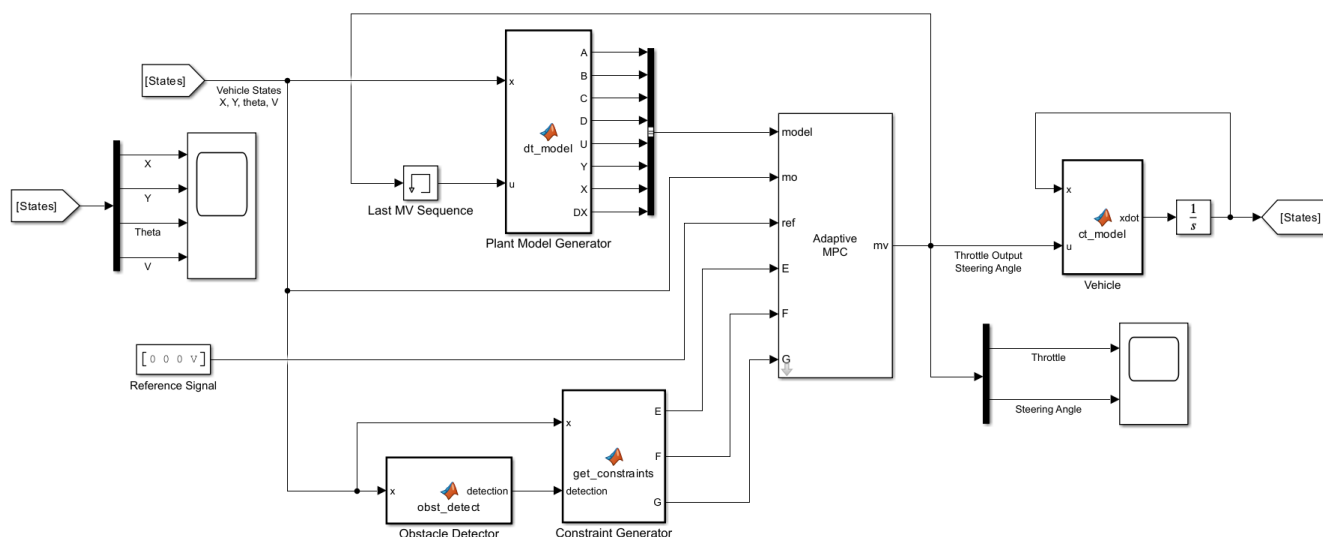 [States]
Vehicle States
X, Y, theta, V
x
u
dt_model
A
B
C
D
U
Y
X
DX
Plant Model Generator
Last MV Sequence
[States]
X
Y
Theta
V
[ 0 0 0 V ]
Reference Signal
x
detection
obst_detect
Obstacle Detector
x
detection
get_constraints
E
F
G
Constraint Generator
model
mo
ref
E
F
G
Adaptive
MPC
mv
Throttle Output
Steering Angle
x
u
ct_model
xdot
Vehicle
1
s
[States]
Throttle
Steering Angle